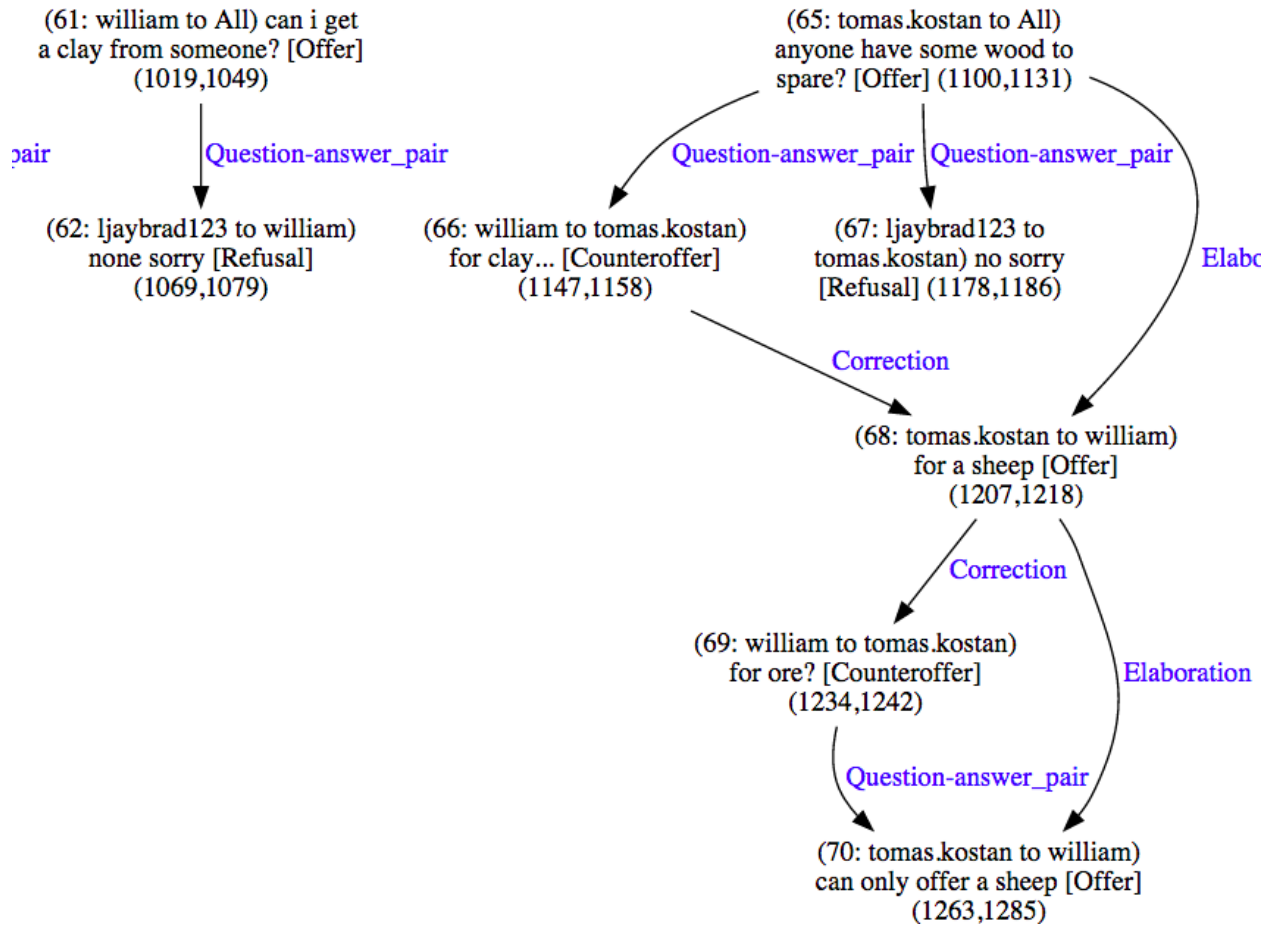 (61: william to All) can i get
a clay from someone? [Offer]
(1019,1049)
(65: tomas.kostan to All)
anyone have some wood to
spare? [Offer] (1100,1131)
pair
Question-answer_pair
Question-answer_pair
Question-answer_pair
Elabo
(62: ljaybrad123 to william)
none sorry [Refusal]
(1069,1079)
(66: william to tomas.kostan)
for clay... [Counteroffer]
(1147,1158)
(67: ljaybrad123 to
tomas.kostan) no sorry
[Refusal] (1178,1186)
Correction
(68: tomas.kostan to william)
for a sheep [Offer]
(1207,1218)
Correction
Elaboration
(69: william to tomas.kostan)
for ore? [Counteroffer]
(1234,1242)
Question-answer_pair
(70: tomas.kostan to william)
can only offer a sheep [Offer]
(1263,1285)